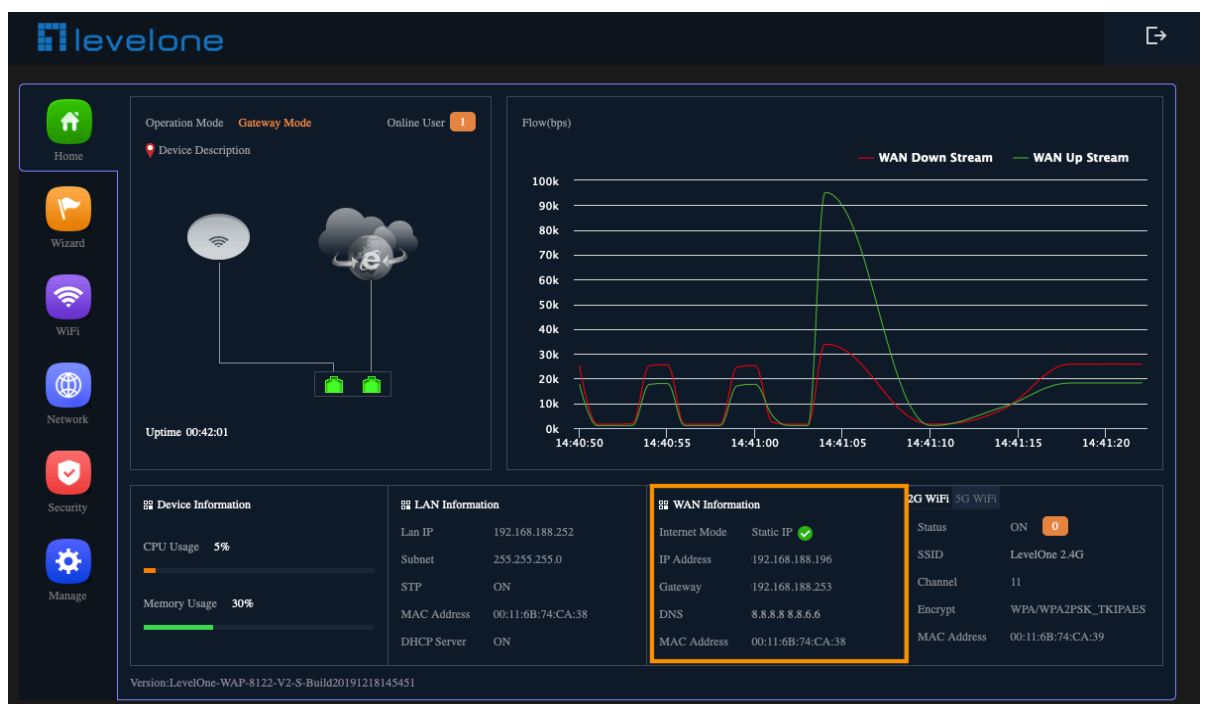 levelone
Home
Wizard
WiFi
Network
Security
Manage
Operation Mode Gateway Mode Online User 1
Device Description
Uptime 00:42:01
Flow(bps)
WAN Down Stream WAN Up Stream
100k
90k
80k
70k
60k
50k
40k
30k
20k
10k
0k
14:40:50 14:40:55 14:41:00 14:41:05 14:41:10 14:41:15 14:41:20
Device Information
CPU Usage 5%
Memory Usage 30%
LAN Information
Lan IP 192.168.188.252
Subnet 255.255.255.0
STP ON
MAC Address 00:11:6B:74:CA:38
DHCP Server ON
WAN Information
Internet Mode Static IP
IP Address 192.168.188.196
Gateway 192.168.188.253
DNS 8.8.8.8 8.8.6.6
MAC Address 00:11:6B:74:CA:38
2G WiFi 5G WiFi
Status ON 0
SSID LevelOne 2.4G
Channel 11
Encrypt WPA/WPA2PSK_TKIPAES
MAC Address 00:11:6B:74:CA:39
Version:LevelOne-WAP-8122-V2-S-Build20191218145451